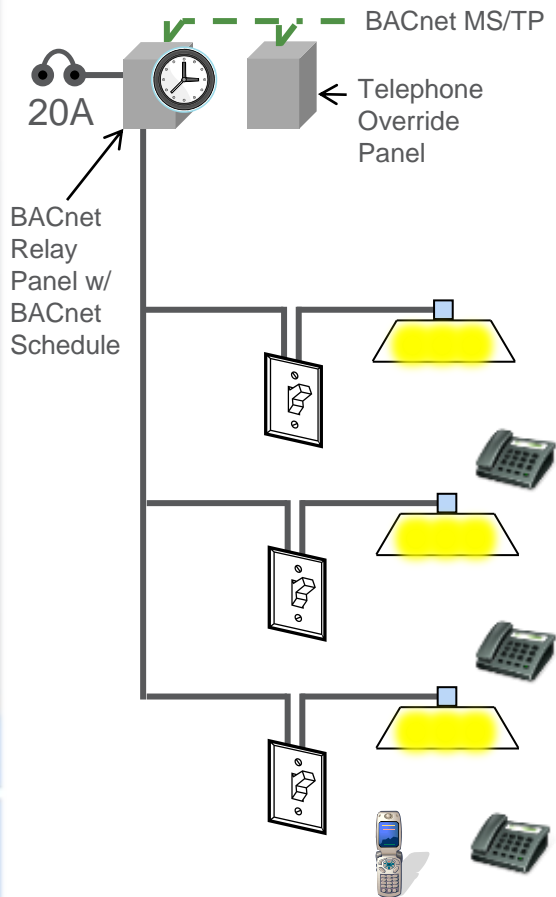 BACnet MS/TP
20A
Telephone
Override
Panel
BACnet
Relay
Panel w/
BACnet
Schedule